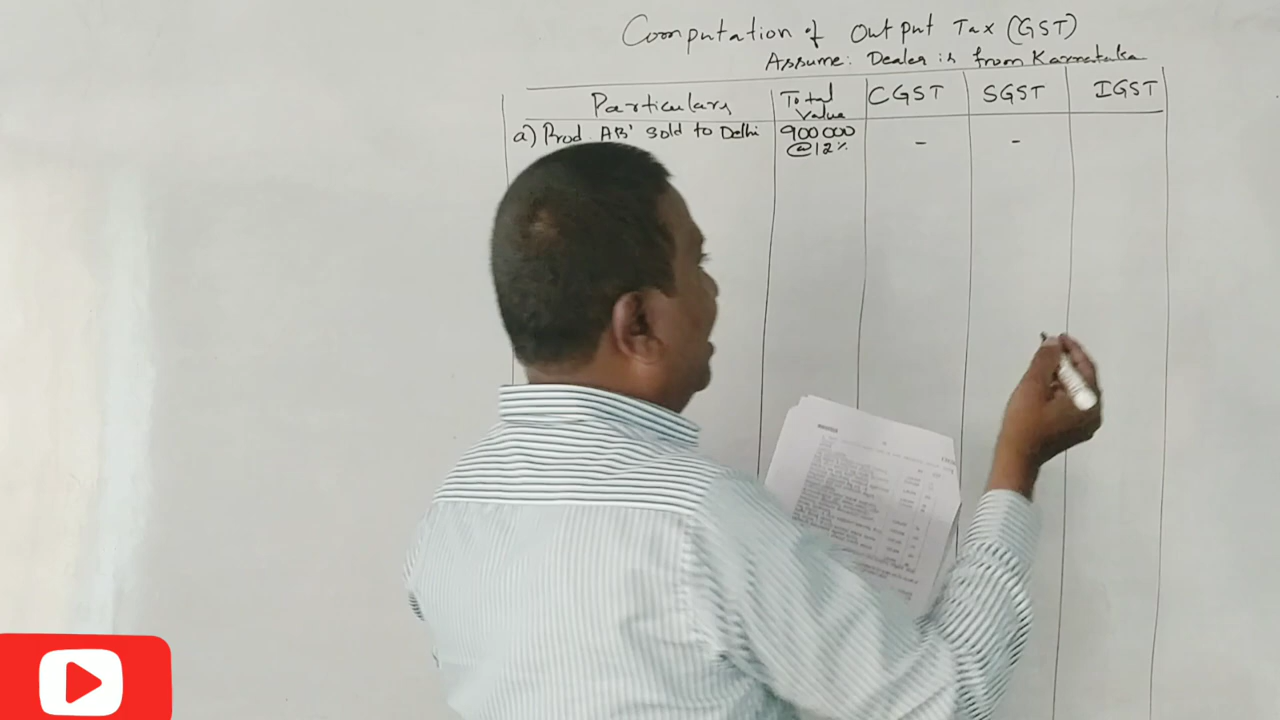 Computation of Output Tax (GST)
Assume: Dealer is from Karnataka
Particulars Total Value CGST SGST IGST
a) Prod. 'AB' Sold to Delhi 900000 - -
@12%